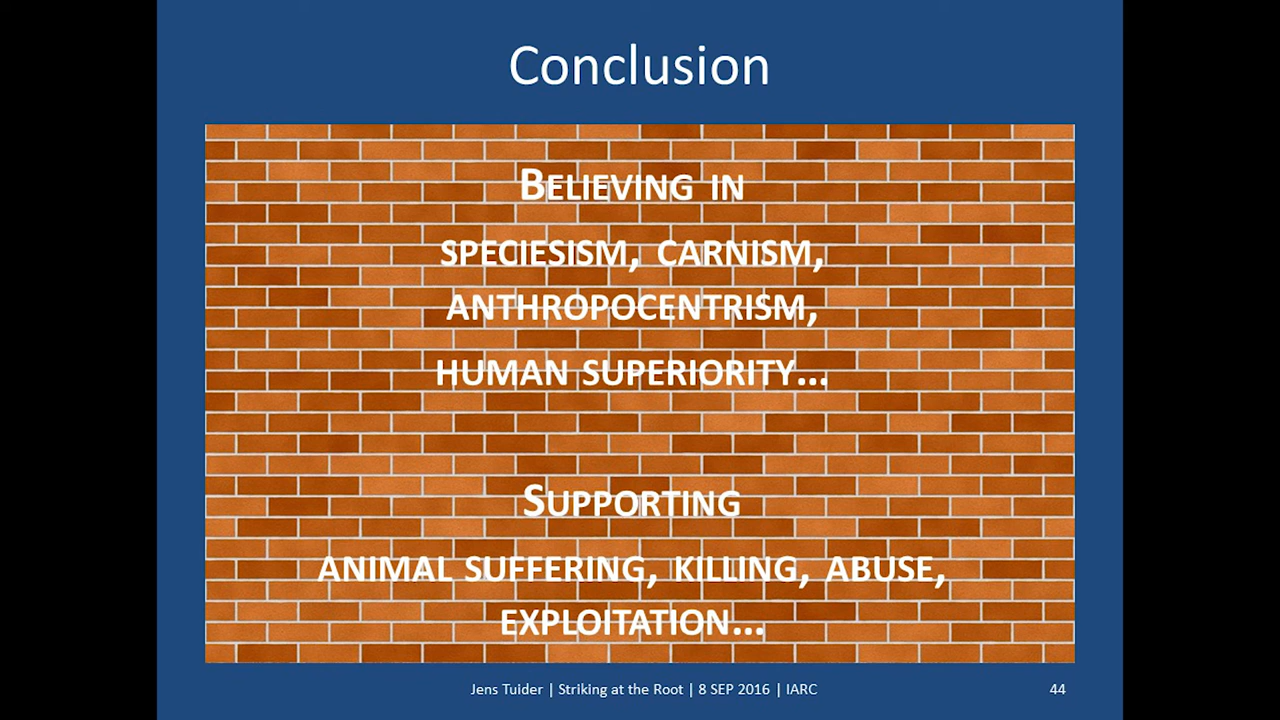 Conclusion
BELIEVING IN
SPECIESISM, CARNISM,
ANTHROPOCENTRISM,
HUMAN SUPERIORITY...
SUPPORTING
ANIMAL SUFFERING, KILLING, ABUSE,
EXPLOITATION...
Jens Tuider | Striking at the Root | 8 SEP 2016 | IARC 44